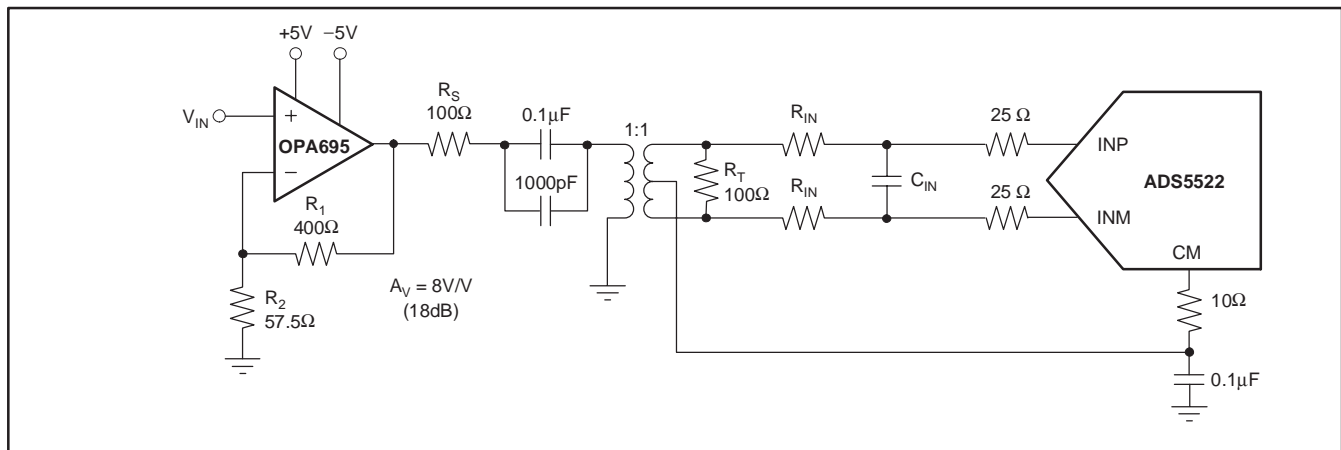 +5V −5V
V_IN
+
−
OPA695
R_S
100Ω
0.1μF
1000pF
1:1
R_1
400Ω
R_2
57.5Ω
A_V = 8V/V
(18dB)
R_T
100Ω
R_IN
R_IN
C_IN
25 Ω
25 Ω
INP
INM
ADS5522
CM
10Ω
0.1μF